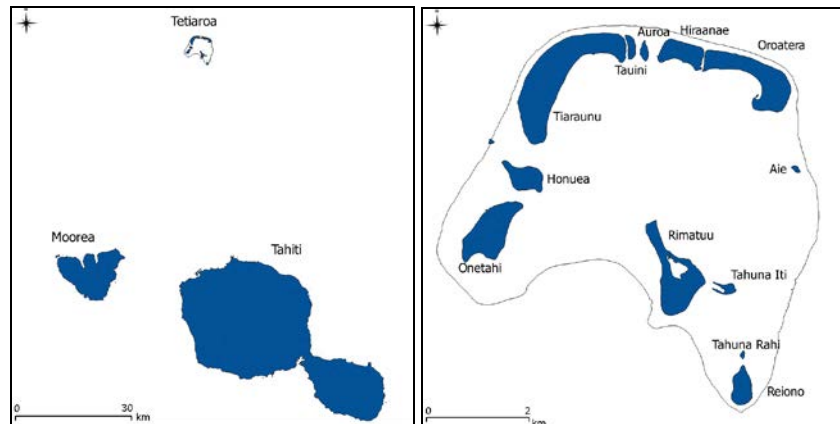 Tetiaroa
Moorea
Tahiti
0 30
km
Auroa
Hiraanae
Oroatera
Tauini
Tiaraunu
Honuea
Aie
Onetahi
Rimatuu
Tahuna Iti
Tahuna Rahi
Reiono
0 2
km